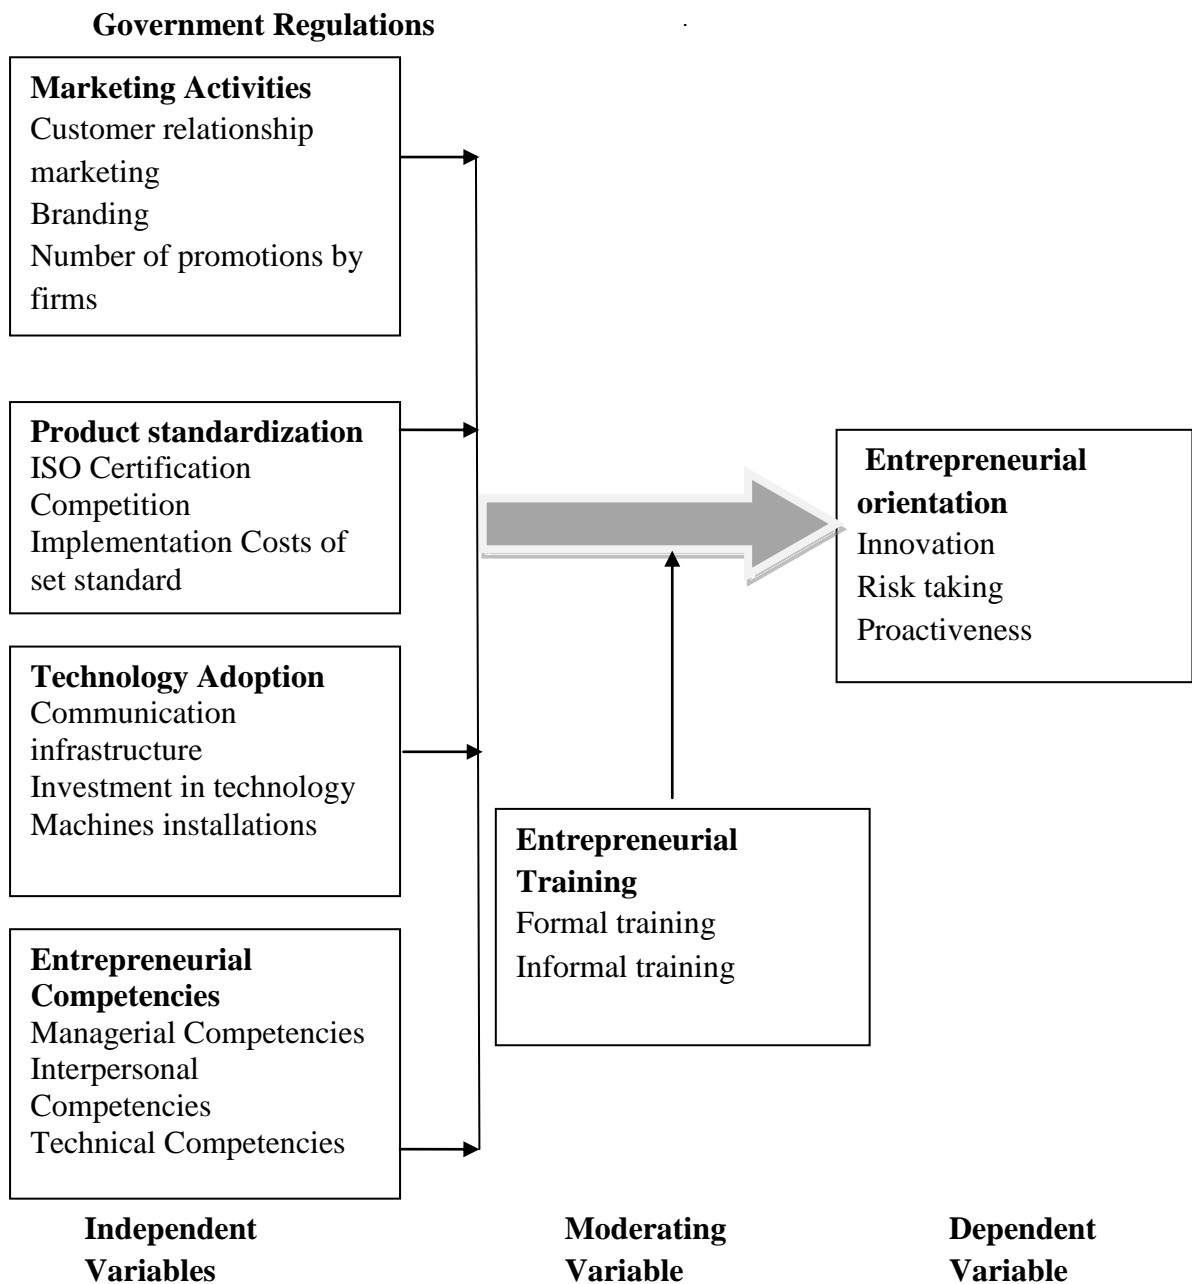 Government Regulations
Marketing Activities
Customer relationship
marketing
Branding
Number of promotions by
firms
Product standardization
ISO Certification
Competition
Implementation Costs of
set standard
Technology Adoption
Communication
infrastructure
Investment in technology
Machines installations
Entrepreneurial
Competencies
Managerial Competencies
Interpersonal
Competencies
Technical Competencies
Entrepreneurial
Training
Formal training
Informal training
Entrepreneurial
orientation
Innovation
Risk taking
Proactiveness
Independent
Variables
Moderating
Variable
Dependent
Variable